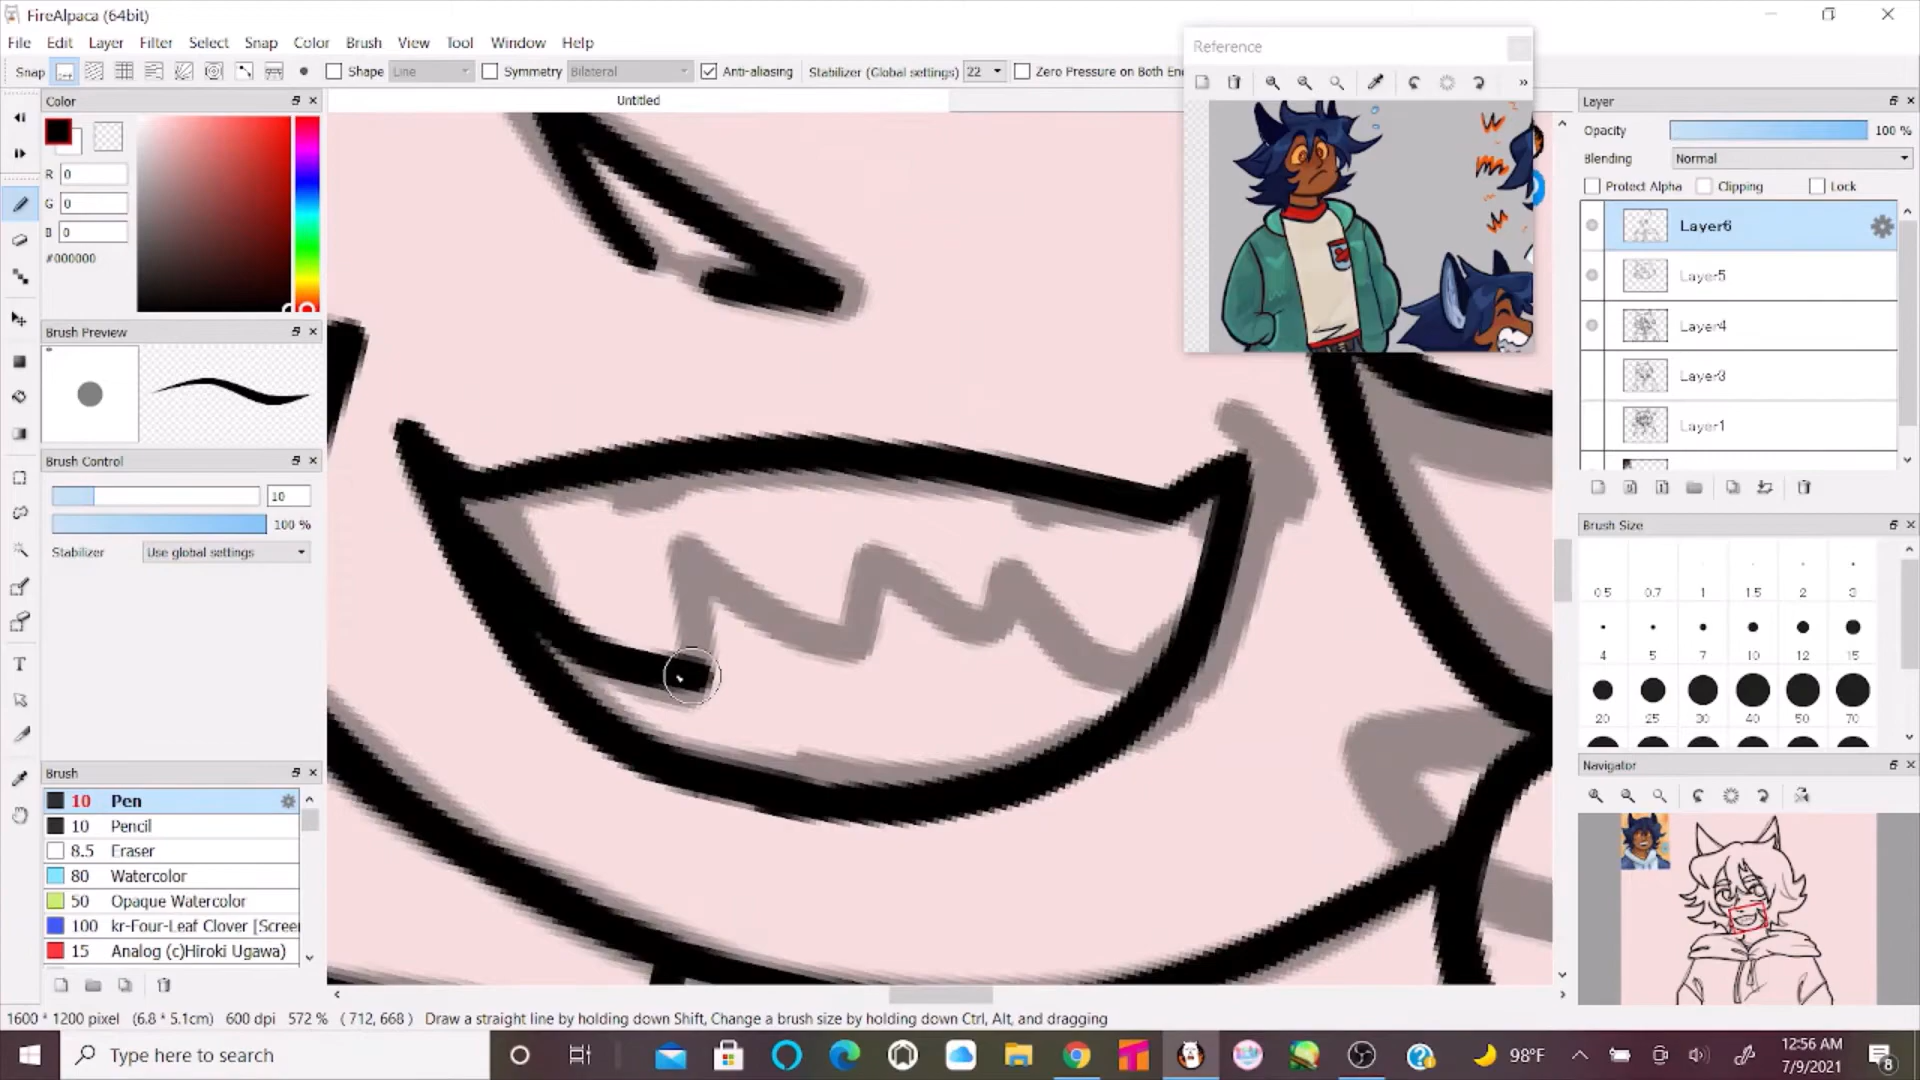 FireAlpaca (64bit)
File Edit Layer Filter Select Snap Color Brush View Tool Window Help
Snap Shape Line Symmetry Bilateral Anti-aliasing Stabilizer (Global settings) 22 Zero Pressure on Both En
Reference
»
Color
R 0
G 0
B 0
#000000
Brush Preview
Brush Control
10
100 %
Stabilizer Use global settings
Brush
10 Pen
10 Pencil
8.5 Eraser
80 Watercolor
50 Opaque Watercolor
100 kr-Four-Leaf Clover [Scree
15 Analog (c)Hiroki Ugawa)
Untitled
Layer
Opacity 100 %
Blending Normal
Protect Alpha Clipping Lock
Layer6
Layer5
Layer4
Layer3
Layer1
Brush Size
0.5 0.7 1 1.5 2 3
4 5 7 10 12 15
20 25 30 40 50 70
Navigator
1600 * 1200 pixel (6.8 * 5.1cm) 600 dpi 572 % (712, 668) Draw a straight line by holding down Shift, Change a brush size by holding down Ctrl, Alt, and dragging
Type here to search
98°F
12:56 AM
7/9/2021
8